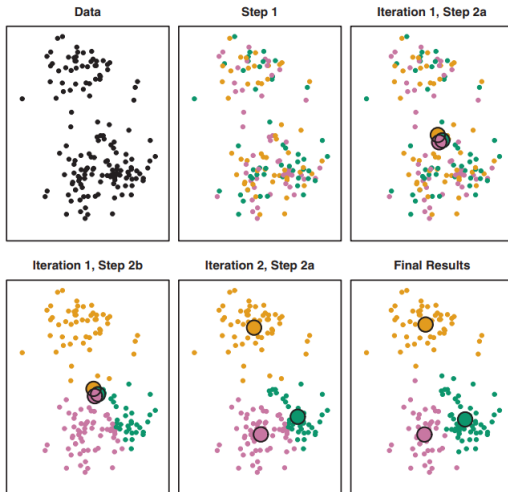 Data
Step 1
Iteration 1, Step 2a
Iteration 1, Step 2b
Iteration 2, Step 2a
Final Results